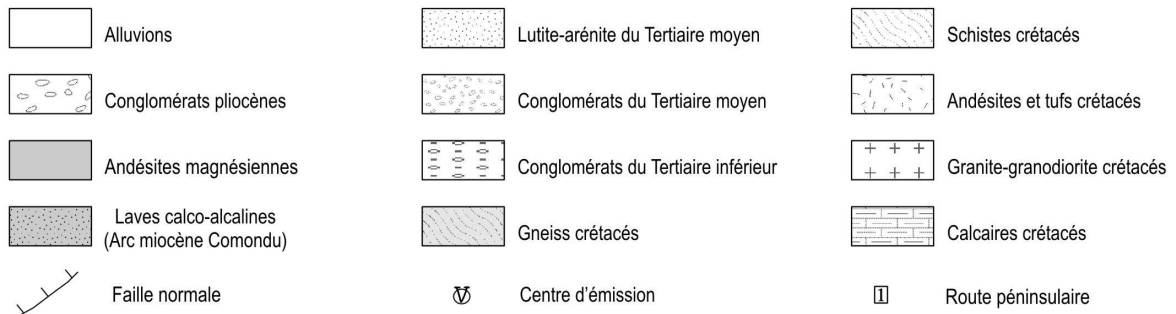 Alluvions
Lutite-arénite du Tertiaire moyen
Schistes crétacés
Conglomérats pliocènes
Conglomérats du Tertiaire moyen
Andésites et tufs crétacés
Andésites magnésiennes
Conglomérats du Tertiaire inférieur
Granite-granodiorite crétacés
Laves calco-alcalines
(Arc miocène Comondu)
Gneiss crétacés
Calcaires crétacés
Faille normale
V
Centre d'émission
1
Route péninsulaire